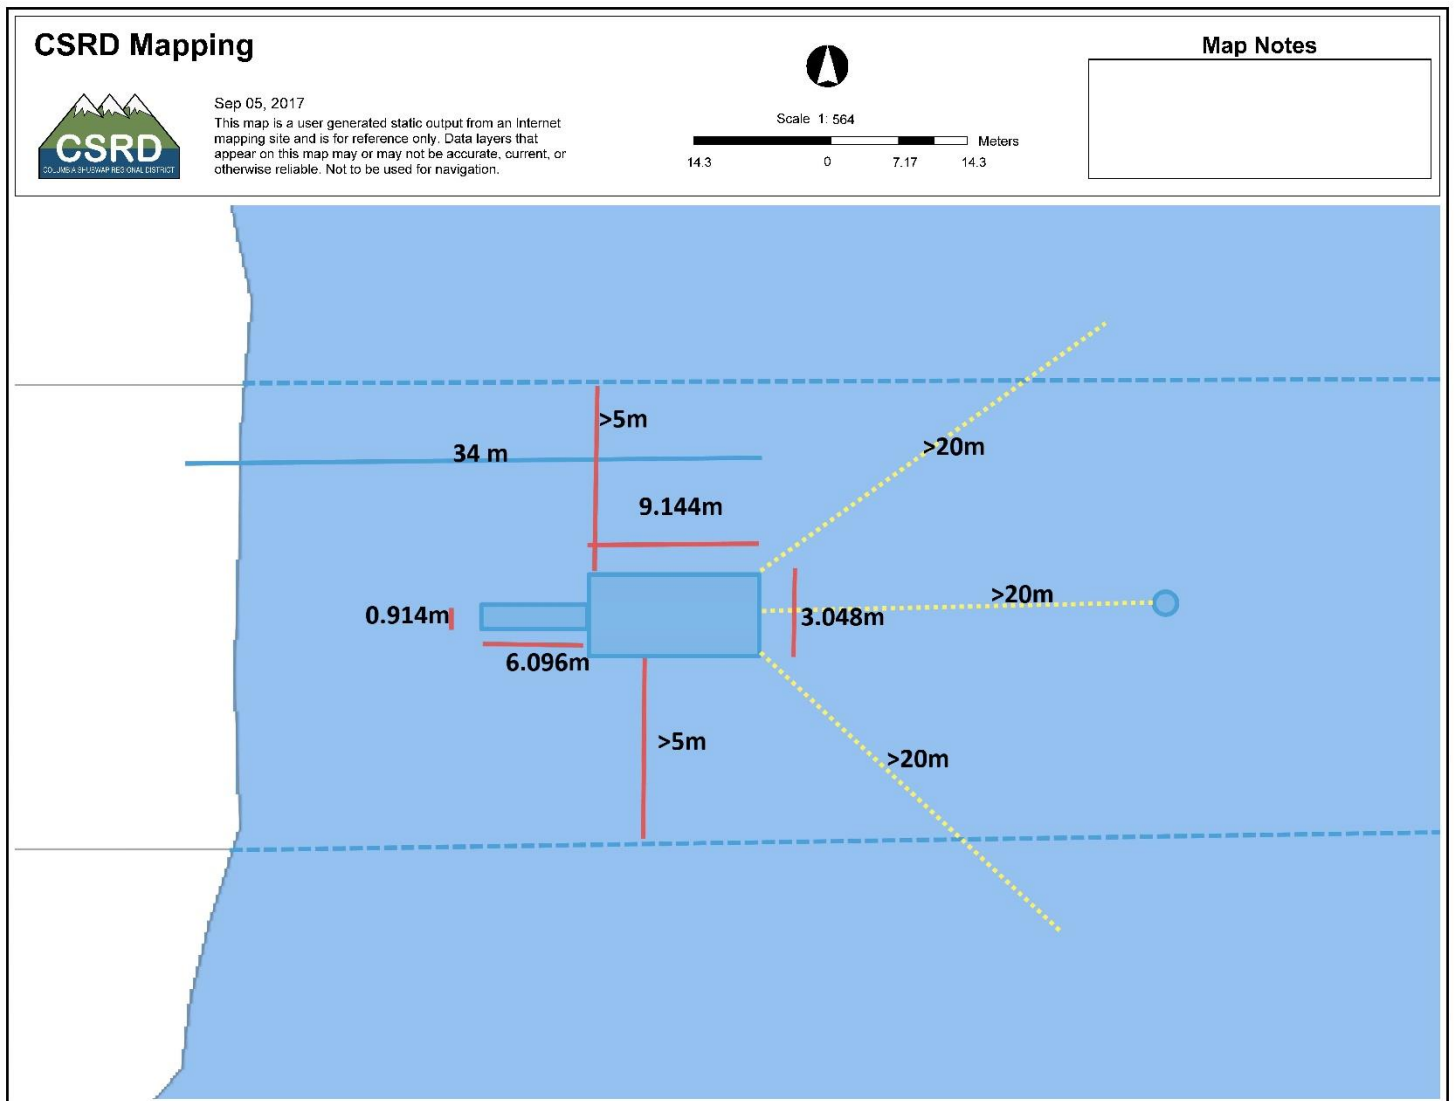 CSRD Mapping
CSRD
COLUMBIA SHUSWAP REGIONAL DISTRICT
Sep 05, 2017
This map is a user generated static output from an Internet
mapping site and is for reference only. Data layers that
appear on this map may or may not be accurate, current, or
otherwise reliable. Not to be used for navigation.
Scale 1: 564
Meters
14.3 0 7.17 14.3
Map Notes
>5m
34 m
>20m
9.144m
>20m
0.914m
3.048m
6.096m
>5m
>20m